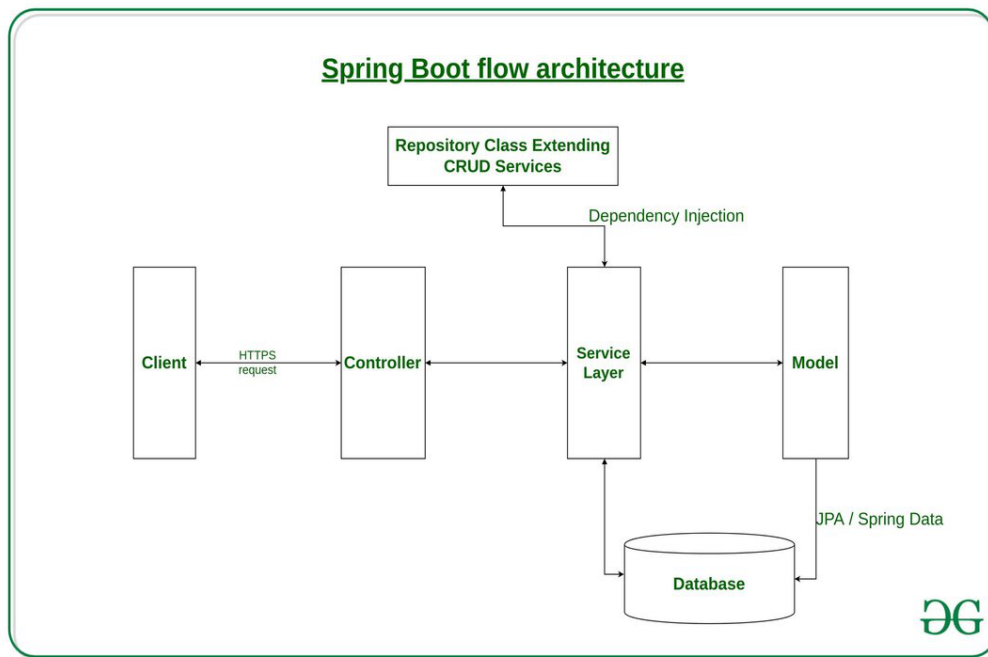 Spring Boot flow architecture
Repository Class Extending
CRUD Services
Dependency Injection
Client
HTTPS
request
Controller
Service
Layer
Model
JPA / Spring Data
Database